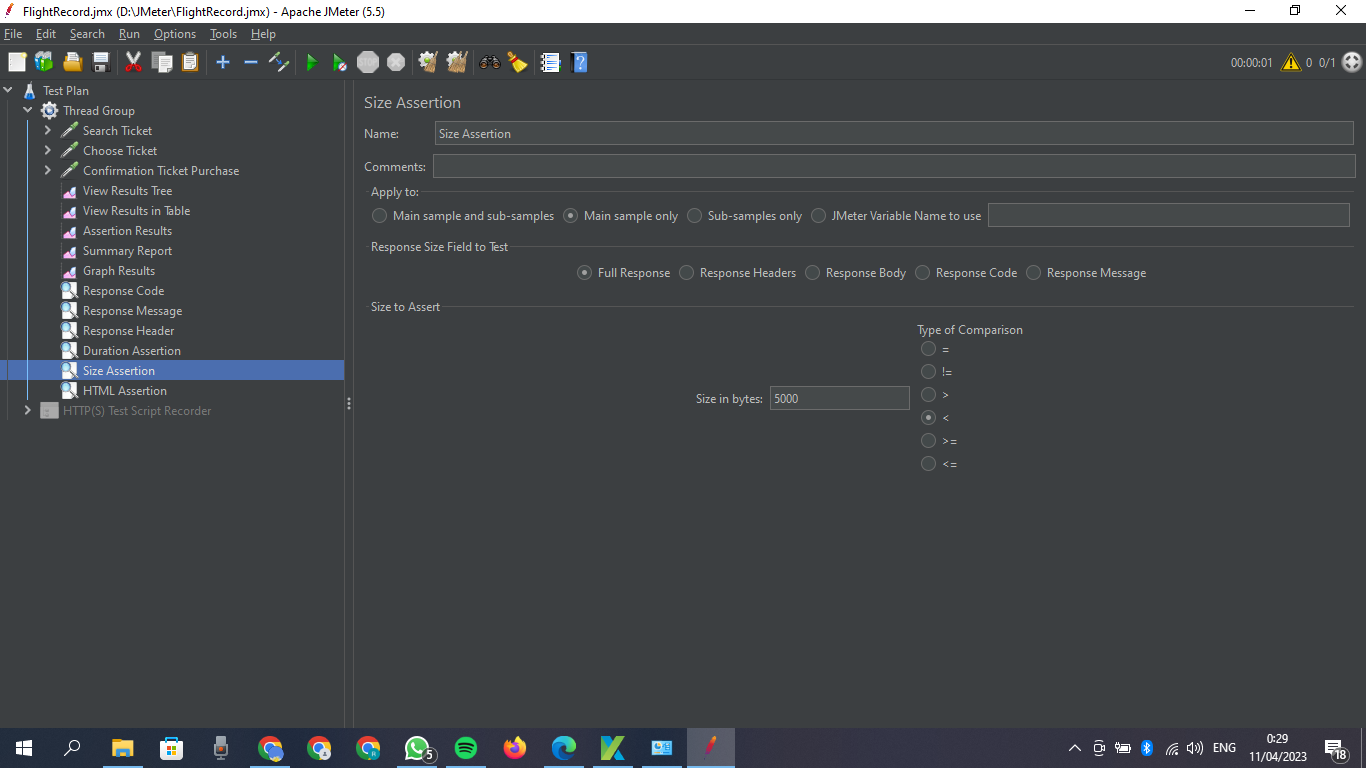 FlightRecord.jmx (D:\JMeter\FlightRecord.jmx) - Apache JMeter (5.5)
File Edit Search Run Options Tools Help
STOP
00:00:01 0 0/1
Test Plan
Thread Group
Search Ticket
Choose Ticket
Confirmation Ticket Purchase
View Results Tree
View Results in Table
Assertion Results
Summary Report
Graph Results
Response Code
Response Message
Response Header
Duration Assertion
Size Assertion
HTML Assertion
HTTP(S) Test Script Recorder
Size Assertion
Name: Size Assertion
Comments:
Apply to:
Main sample and sub-samples Main sample only Sub-samples only JMeter Variable Name to use
Response Size Field to Test
Full Response Response Headers Response Body Response Code Response Message
Size to Assert
Type of Comparison
=
!=
>
Size in bytes: 5000
<
>=
<=
5
ENG
0:29
11/04/2023
18